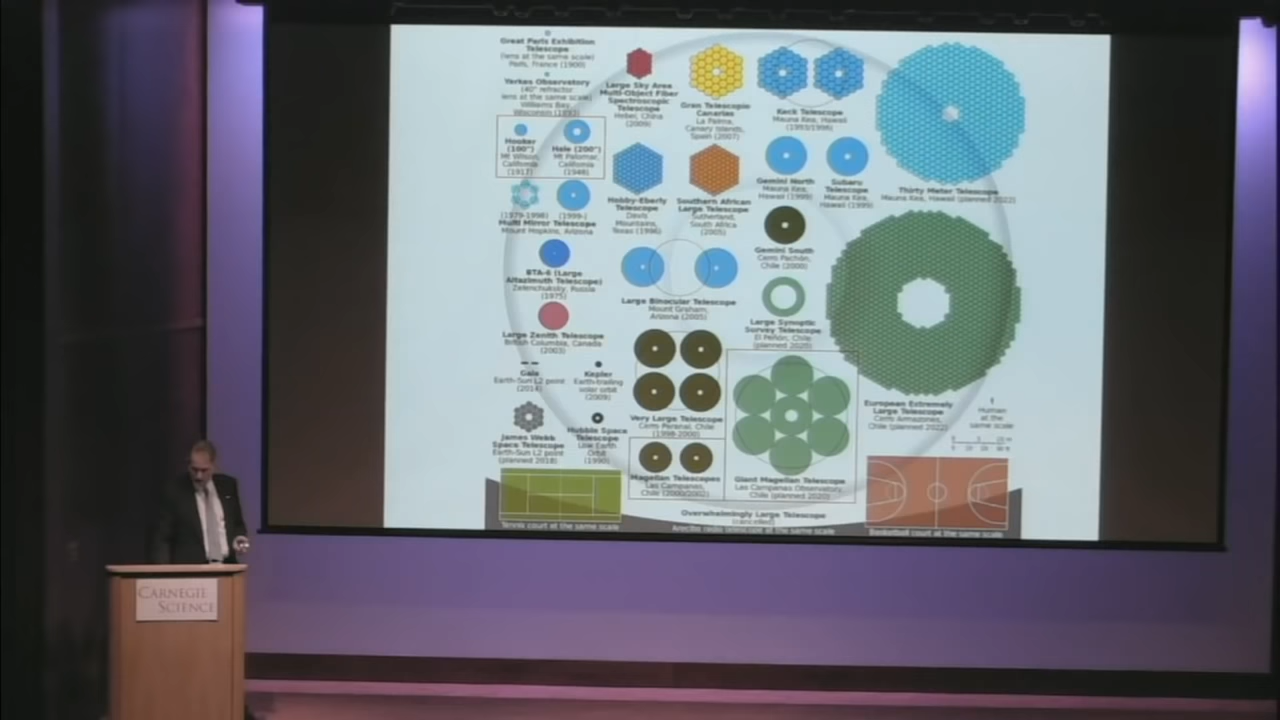 Great Paris Exhibition
Telescope
(lens at the same scale)
Paris, France (1900)
Yerkes Observatory
(40" refractor
lens at the same scale)
Williams Bay,
Wisconsin (1893)
Hooker
(100")
Mt Wilson,
California
(1917)
Hale (200")
Mt Palomar,
California
(1948)
(1979-1998) (1999-)
Multi Mirror Telescope
Mount Hopkins, Arizona
BTA-6 (Large
Altazimuth Telescope)
Zelenchuksky, Russia
(1975)
Large Zenith Telescope
British Columbia, Canada
(2003)
Gaia
Earth-Sun L2 point
(2014)
Kepler
Earth-trailing
solar orbit
(2009)
James Webb
Space Telescope
Earth-Sun L2 point
(planned 2018)
Hubble Space
Telescope
Low Earth
Orbit
(1990)
Large Sky Area
Multi-Object Fiber
Spectroscopic
Telescope
Hebei, China
(2009)
Gran Telescopio
Canarias
La Palma,
Canary Islands,
Spain (2007)
Keck Telescope
Mauna Kea, Hawaii
(1993/1996)
Hobby-Eberly
Telescope
Davis
Mountains,
Texas (1996)
Southern African
Large Telescope
Sutherland,
South Africa
(2005)
Gemini North
Mauna Kea,
Hawaii (1999)
Subaru
Telescope
Mauna Kea,
Hawaii (1999)
Thirty Meter Telescope
Mauna Kea, Hawaii (planned 2022)
Gemini South
Cerro Pachón,
Chile (2000)
Large Binocular Telescope
Mount Graham,
Arizona (2005)
Large Synoptic
Survey Telescope
El Peñón, Chile
(planned 2020)
Very Large Telescope
Cerro Paranal, Chile
(1998-2000)
Magellan Telescopes
Las Campanas,
Chile (2000/2002)
Giant Magellan Telescope
Las Campanas Observatory,
Chile (planned 2020)
European Extremely
Large Telescope
Cerro Armazones,
Chile (planned 2022)
Human
at the
same scale
Tennis court at the same scale
Overwhelmingly Large Telescope
(cancelled)
Arecibo radio telescope at the same scale
Basketball court at the same scale
CARNEGIE
SCIENCE